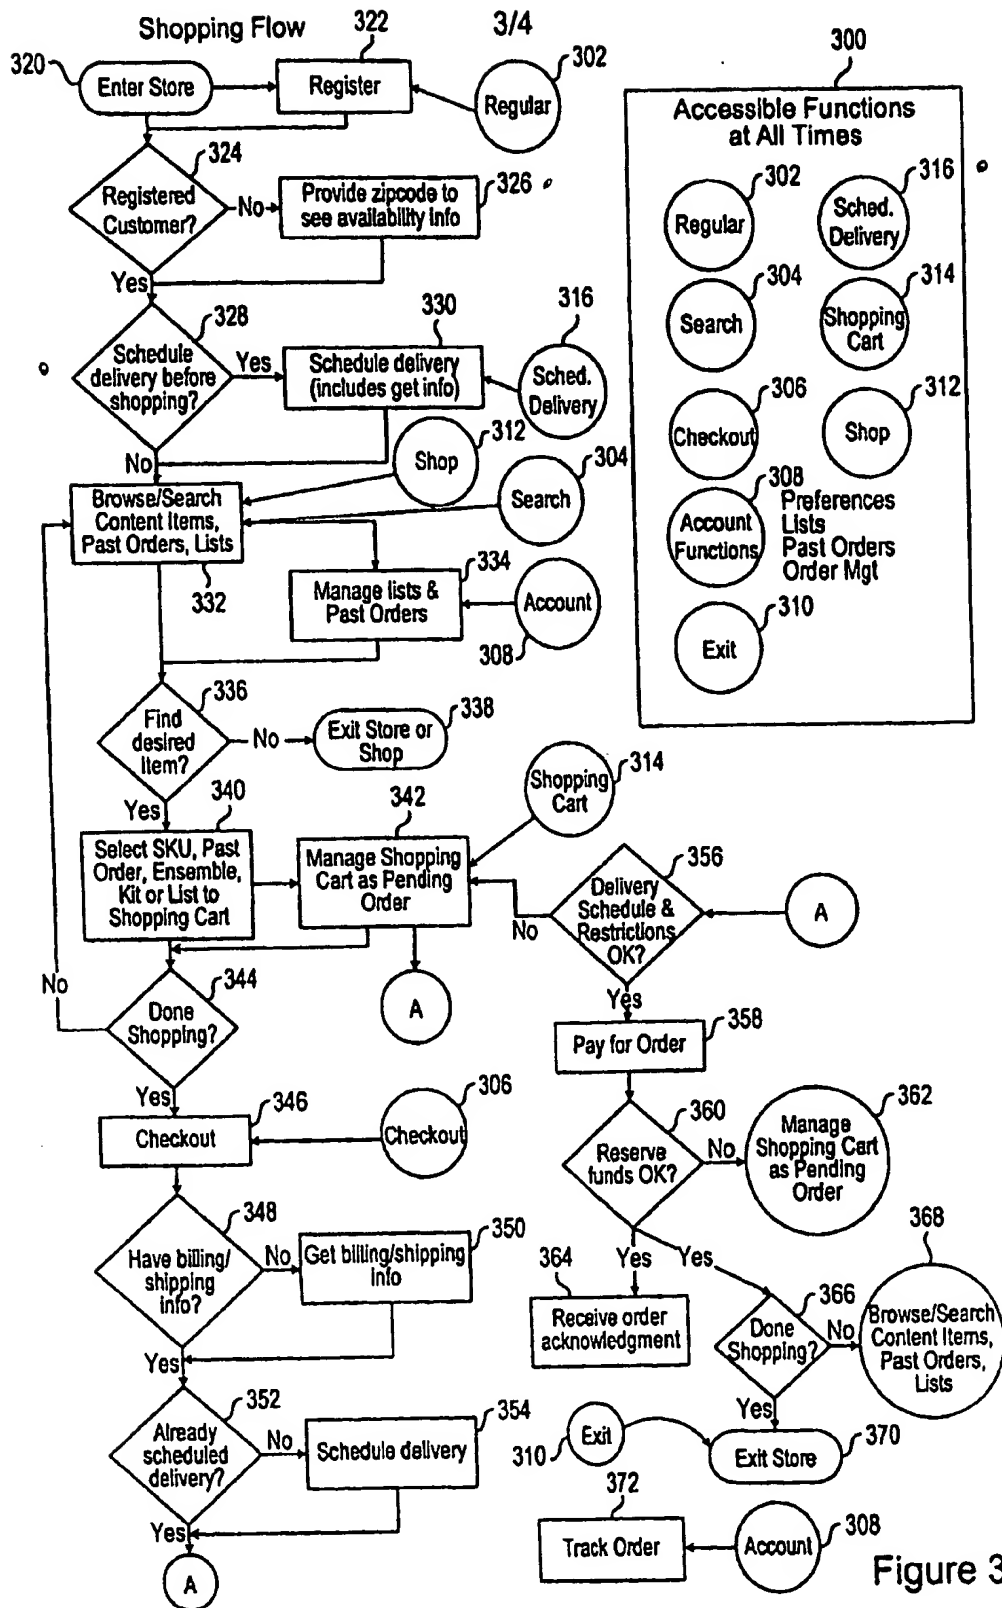 Shopping Flow
3/4
320
Enter Store
322
Register
302
Regular
324
Registered
Customer?
No
326
Provide zipcode to
see availability info
Yes
328
Schedule
delivery before
shopping?
Yes
330
Schedule delivery
(includes get info)
316
Sched.
Delivery
No
312
Shop
304
Search
Browse/Search
Content Items,
Past Orders, Lists
332
334
Manage lists &
Past Orders
Account
308
336
Find
desired
Item?
No
338
Exit Store or
Shop
Yes
340
Select SKU, Past
Order, Ensemble,
Kit or List to
Shopping Cart
342
Manage Shopping
Cart as Pending
Order
314
Shopping
Cart
A
No
344
Done
Shopping?
Yes
346
Checkout
306
Checkout
348
Have billing/
shipping
info?
No
350
Get billing/shipping
info
Yes
352
Already
scheduled
delivery?
No
354
Schedule delivery
Yes
A
300
Accessible Functions
at All Times
302
Regular
316
Sched.
Delivery
304
Search
314
Shopping
Cart
306
Checkout
312
Shop
308
Account
Functions
Preferences
Lists
Past Orders
Order Mgt
310
Exit
356
Delivery
Schedule &
Restrictions
OK?
No
A
Yes
358
Pay for Order
360
Reserve
funds OK?
No
362
Manage
Shopping Cart
as Pending
Order
Yes
Yes
364
Receive order
acknowledgment
366
Done
Shopping?
No
368
Browse/Search
Content Items,
Past Orders,
Lists
Yes
310
Exit
370
Exit Store
372
Track Order
Account
308
Figure 3